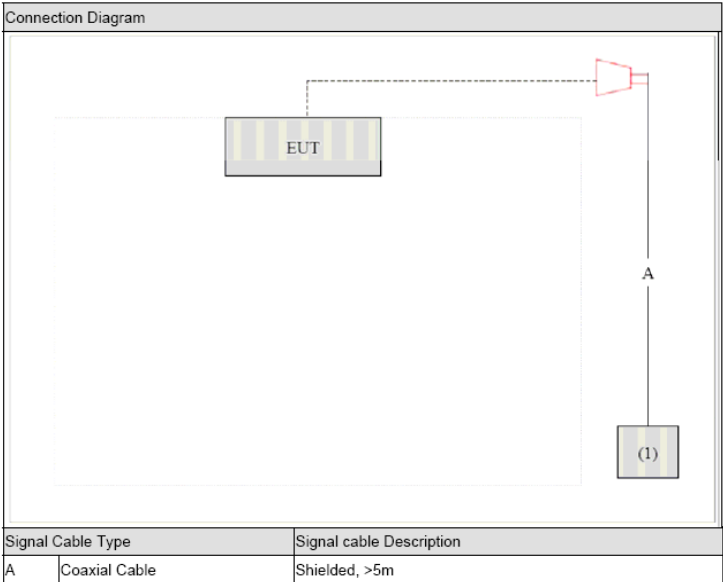 Connection Diagram
EUT
A
(1)
Signal Cable Type Signal cable Description
A Coaxial Cable Shielded, >5m